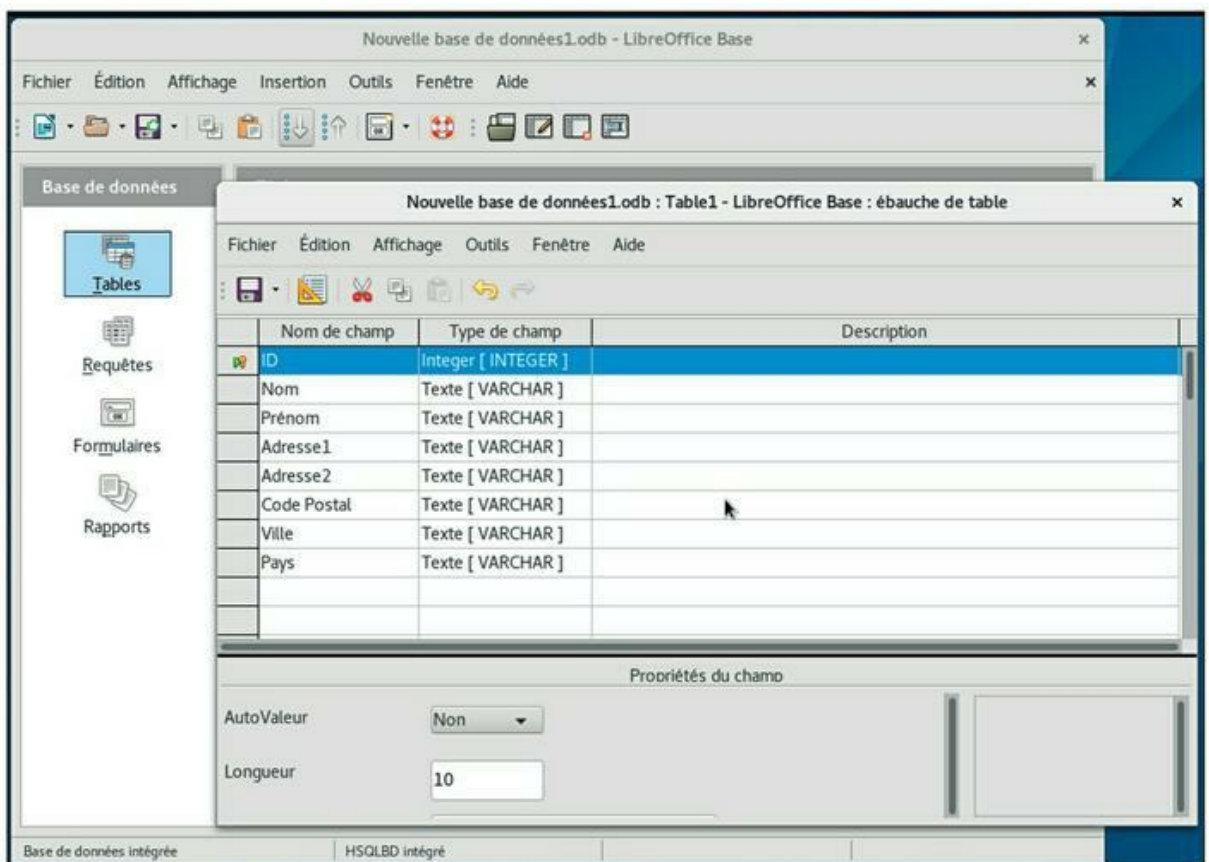 Nouvelle base de données1.odb - LibreOffice Base
Fichier Édition Affichage Insertion Outils Fenêtre Aide
Base de données
Tables
Requêtes
Formulaires
Rapports
Nouvelle base de données1.odb : Table1 - LibreOffice Base : ébauche de table
Fichier Édition Affichage Outils Fenêtre Aide
Nom de champ Type de champ Description
ID Integer [ INTEGER ]
Nom Texte [ VARCHAR ]
Prénom Texte [ VARCHAR ]
Adresse1 Texte [ VARCHAR ]
Adresse2 Texte [ VARCHAR ]
Code Postal Texte [ VARCHAR ]
Ville Texte [ VARCHAR ]
Pays Texte [ VARCHAR ]
Propriétés du champ
AutoValeur Non
Longueur 10
Base de données intégrée HSQLBD intégré